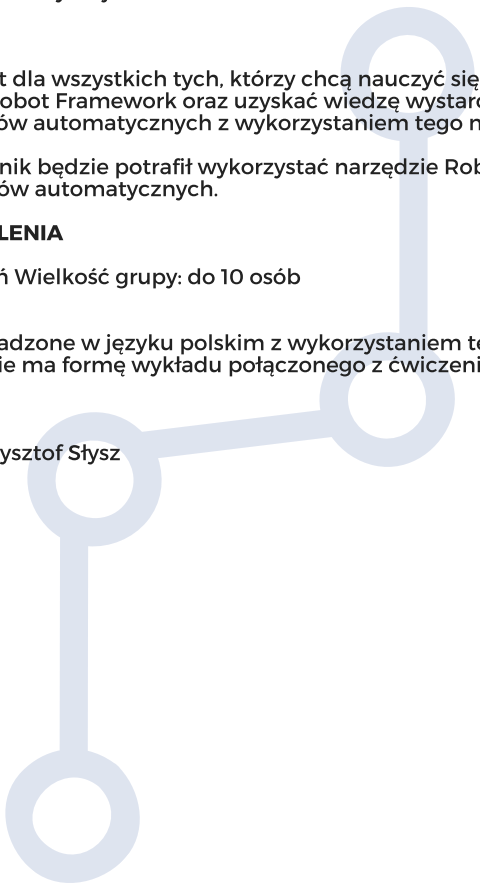 t dla wszystkich tych, którzy chcą nauczyć się
obot Framework oraz uzyskać wiedzę wystarc
ów automatycznych z wykorzystaniem tego n
nik będzie potrafił wykorzystać narzędzie Rob
ów automatycznych.
LENIA
ń Wielkość grupy: do 10 osób
adzone w języku polskim z wykorzystaniem te
ie ma formę wykładu połączonego z ćwiczeni
ysztof Słysz